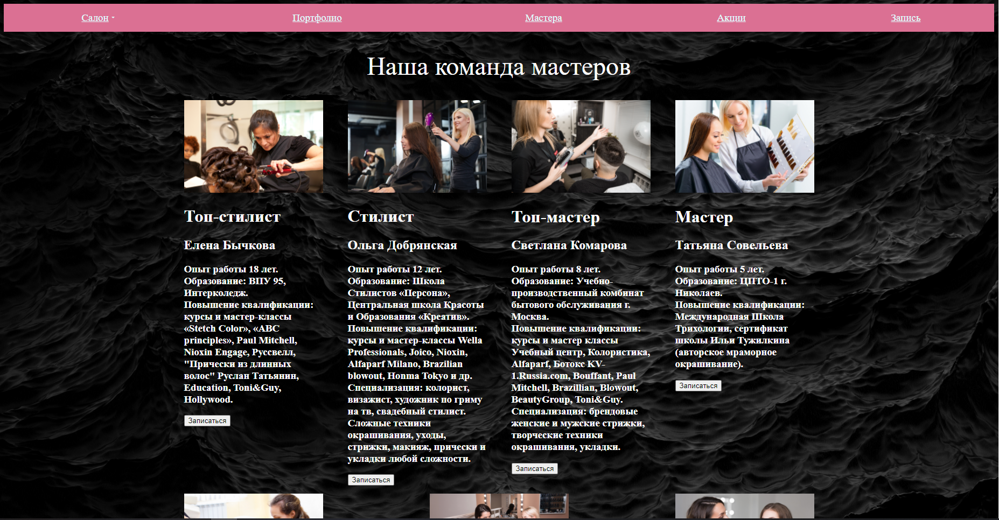 Салон
Портфолио
Мастера
Акции
Запись
Наша команда мастеров
Топ-стилист
Елена Бычкова
Опыт работы 18 лет.
Образование: ВПУ 95,
Интерколедж.
Повышение квалификации:
курсы и мастер-классы
«Stetch Color», «ABC
principles», Paul Mitchell,
Nioxin Engage, Руссвелл,
"Прически из длинных
волос" Руслан Татьянин,
Education, Toni&Guy,
Hollywood.
Записаться
Стилист
Ольга Добрянская
Опыт работы 12 лет.
Образование: Школа
Стилистов «Персона»,
Центральная школа Красоты
и Образования «Креатив».
Повышение квалификации:
курсы и мастер-классы Wella
Professionals, Joico, Nioxin,
Alfaparf Milano, Brazilian
blowout, Honma Tokyo и др.
Специализация: колорист,
визажист, художник по гриму
на тв, свадебный стилист.
Сложные техники
окрашивания, уходы,
стрижки, макияж, прически и
укладки любой сложности.
Записаться
Топ-мастер
Светлана Комарова
Опыт работы 8 лет.
Образование: Учебно-
производственный комбинат
бытового обслуживания г.
Москва.
Повышение квалификации:
курсы и мастер классы
Учебный центр, Колористика,
Alfaparf, Ботокс KV-
1.Russia.com, Bouffant, Paul
Mitchell, Brazillian, Blowout,
BeautyGroup, Toni&Guy.
Специализация: брендовые
женские и мужские стрижки,
творческие техники
окрашивания, укладки.
Записаться
Мастер
Татьяна Совельева
Опыт работы 5 лет.
Образование: ЦПТО-1 г.
Николаев.
Повышение квалификации:
Международная Школа
Трихологии, сертификат
школы Ильи Тужилкина
(авторское мраморное
окрашивание).
Записаться